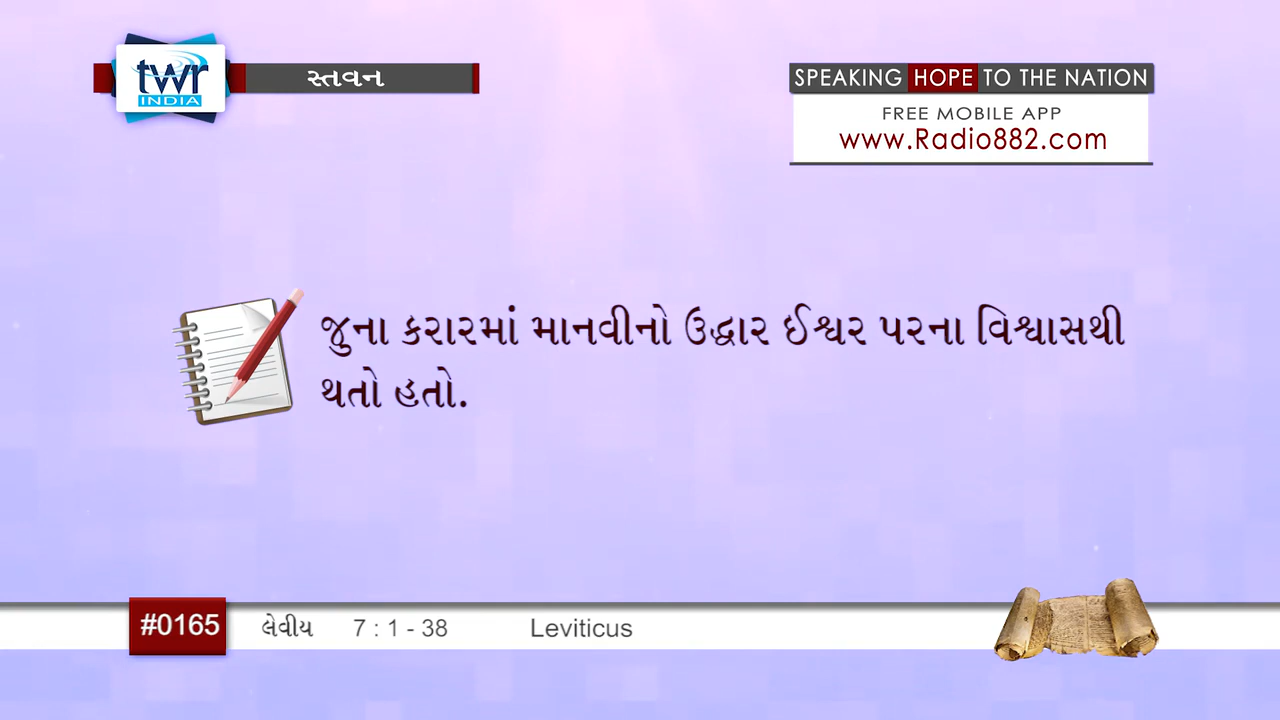 twr
INDIA
સ્તવન
SPEAKING HOPE TO THE NATION
FREE MOBILE APP
www.Radio882.com
જુના કરારમાં માનવીનો ઉદ્ધાર ઈશ્વર પરના વિશ્વાસથી
થતો હતો.
#0165 લેવીય 7 : 1 - 38 Leviticus